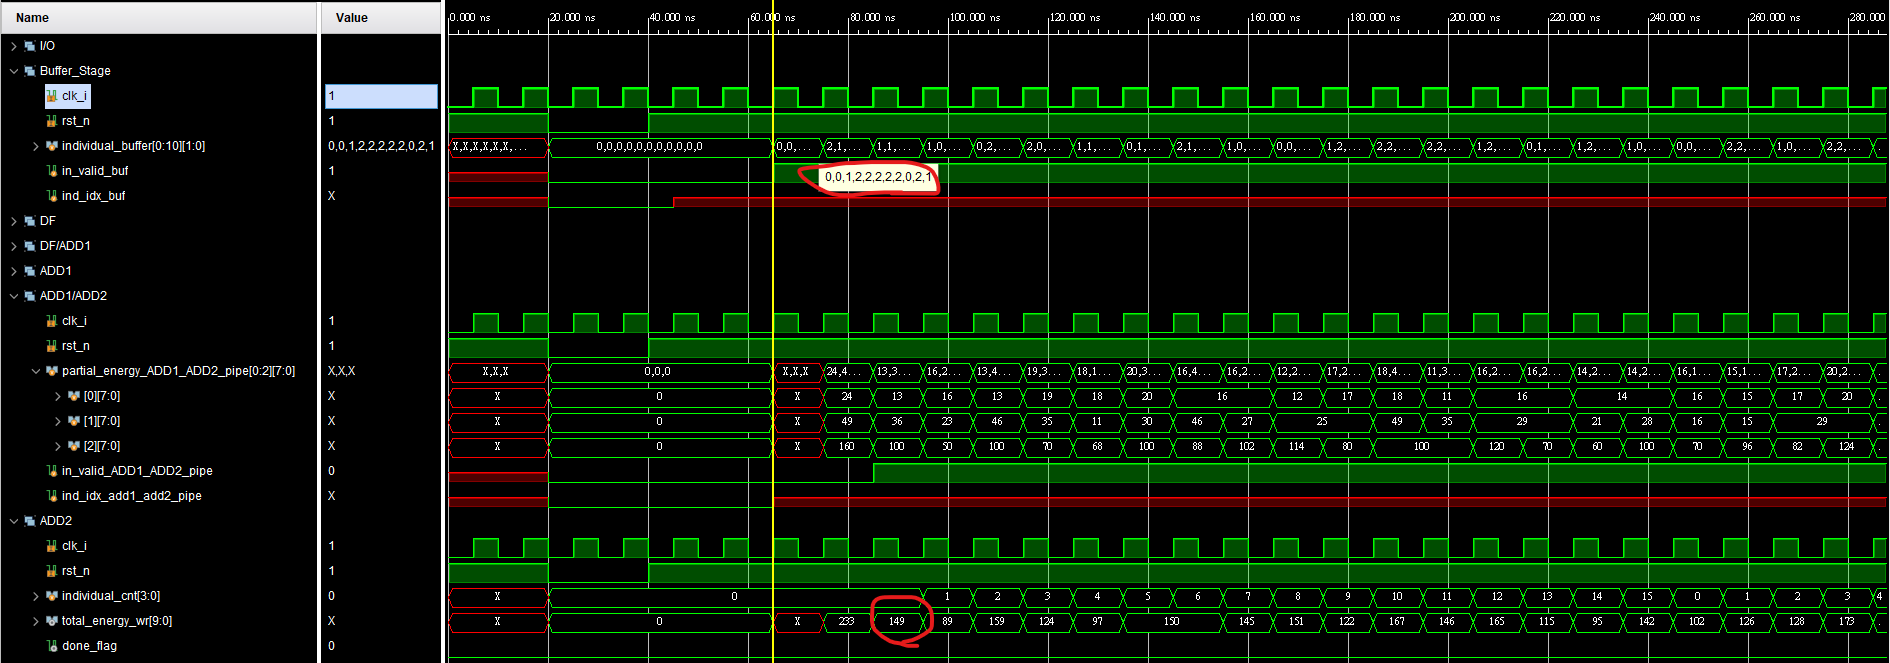 Name Value 0.000 ns 20.000 ns 40.000 ns 60.000 ns 80.000 ns 100.000 ns 120.000 ns 140.000 ns 160.000 ns 180.000 ns 200.000 ns 220.000 ns 240.000 ns 260.000 ns 280.000
I/O
Buffer_Stage
clk_i 1
rst_n 1
individual_buffer[0:10][1:0] 0,0,1,2,2,2,2,2,0,2,1 X,X,X,X,X,X,... 0,0,0,0,0,0,0,0,0,0,0 0,0,... 2,1,... 1,1,... 1,0,... 0,2,... 2,0,... 1,1,... 0,1,... 2,1,... 1,0,... 0,0,... 1,2,... 2,2,... 2,2,... 1,2,... 0,1,... 1,2,... 1,2,... 0,0,... 2,2,... 1,0,... 2,2,...
in_valid_buf 1 0,0,1,2,2,2,2,2,0,2,1
ind_idx_buf X
DF
DF/ADD1
ADD1
ADD1/ADD2
clk_i 1
rst_n 1
partial_energy_ADD1_ADD2_pipe[0:2][7:0] X,X,X X,X,X 0,0,0 X,X,X 24,4... 13,3... 16,2... 13,4... 19,3... 18,1... 20,3... 16,4... 16,2... 12,2... 17,2... 18,4... 11,3... 16,2... 16,2... 14,2... 14,2... 16,1... 15,1... 17,2... 20,2...
[0][7:0] X X 0 X 24 13 16 13 19 18 20 16 12 17 18 11 16 14 16 15 17 20
[1][7:0] X X 0 X 49 36 23 46 35 11 30 46 27 25 49 35 29 21 28 16 15 29
[2][7:0] X X 0 X 160 100 50 100 70 68 100 88 102 114 80 100 120 70 60 100 70 96 82 124
in_valid_ADD1_ADD2_pipe 0
ind_idx_add1_add2_pipe X
ADD2
clk_i 1
rst_n 1
individual_cnt[3:0] 0 X 0 1 2 3 4 5 6 7 8 9 10 11 12 13 14 15 0 1 2 3 4
total_energy_wr[9:0] X X 0 X 233 149 89 159 124 97 150 145 151 122 167 146 165 115 95 142 102 126 128 173
done_flag 0